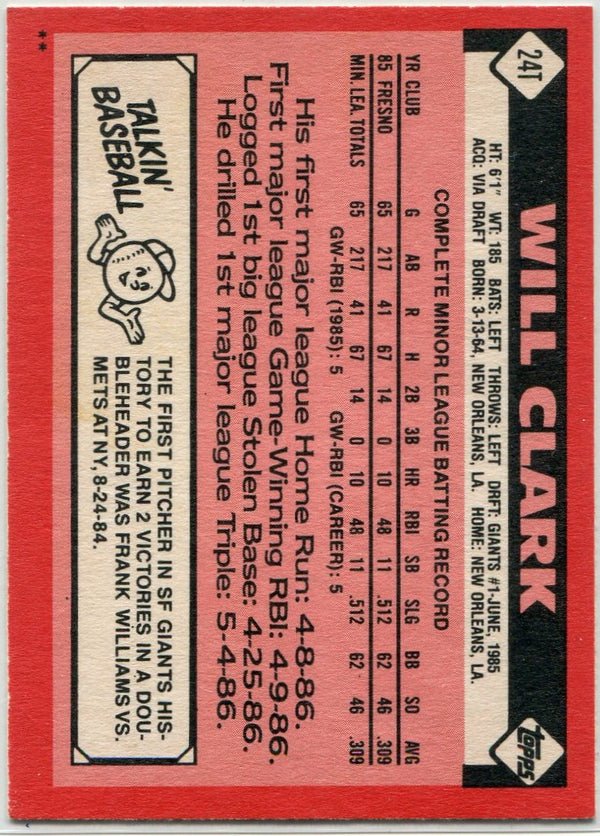 24T
WILL CLARK
topps
HT: 6'1" WT: 185 BATS: LEFT THROWS: LEFT DRFT: GIANTS #1-JUNE, 1985
ACQ: VIA DRAFT BORN: 3-13-64, NEW ORLEANS, LA. HOME: NEW ORLEANS, LA.
COMPLETE MINOR LEAGUE BATTING RECORD
YR CLUB G AB R H 2B 3B HR RBI SB SLG BB SO AVG
85 FRESNO 65 217 41 67 14 0 10 48 11 .512 62 46 .309
MIN. LEA. TOTALS 65 217 41 67 14 0 10 48 11 .512 62 46 .309
GW-RBI (1985): 5 GW-RBI (CAREER): 5
His first major league Home Run: 4-8-86.
First major league Game-Winning RBI: 4-9-86.
Logged 1st big league Stolen Base: 4-25-86.
He drilled 1st major league Triple: 5-4-86.
TALKIN'
BASEBALL
THE FIRST PITCHER IN SF GIANTS HIS-
TORY TO EARN 2 VICTORIES IN A DOU-
BLEHEADER WAS FRANK WILLIAMS VS.
METS AT NY, 8-24-84.
**